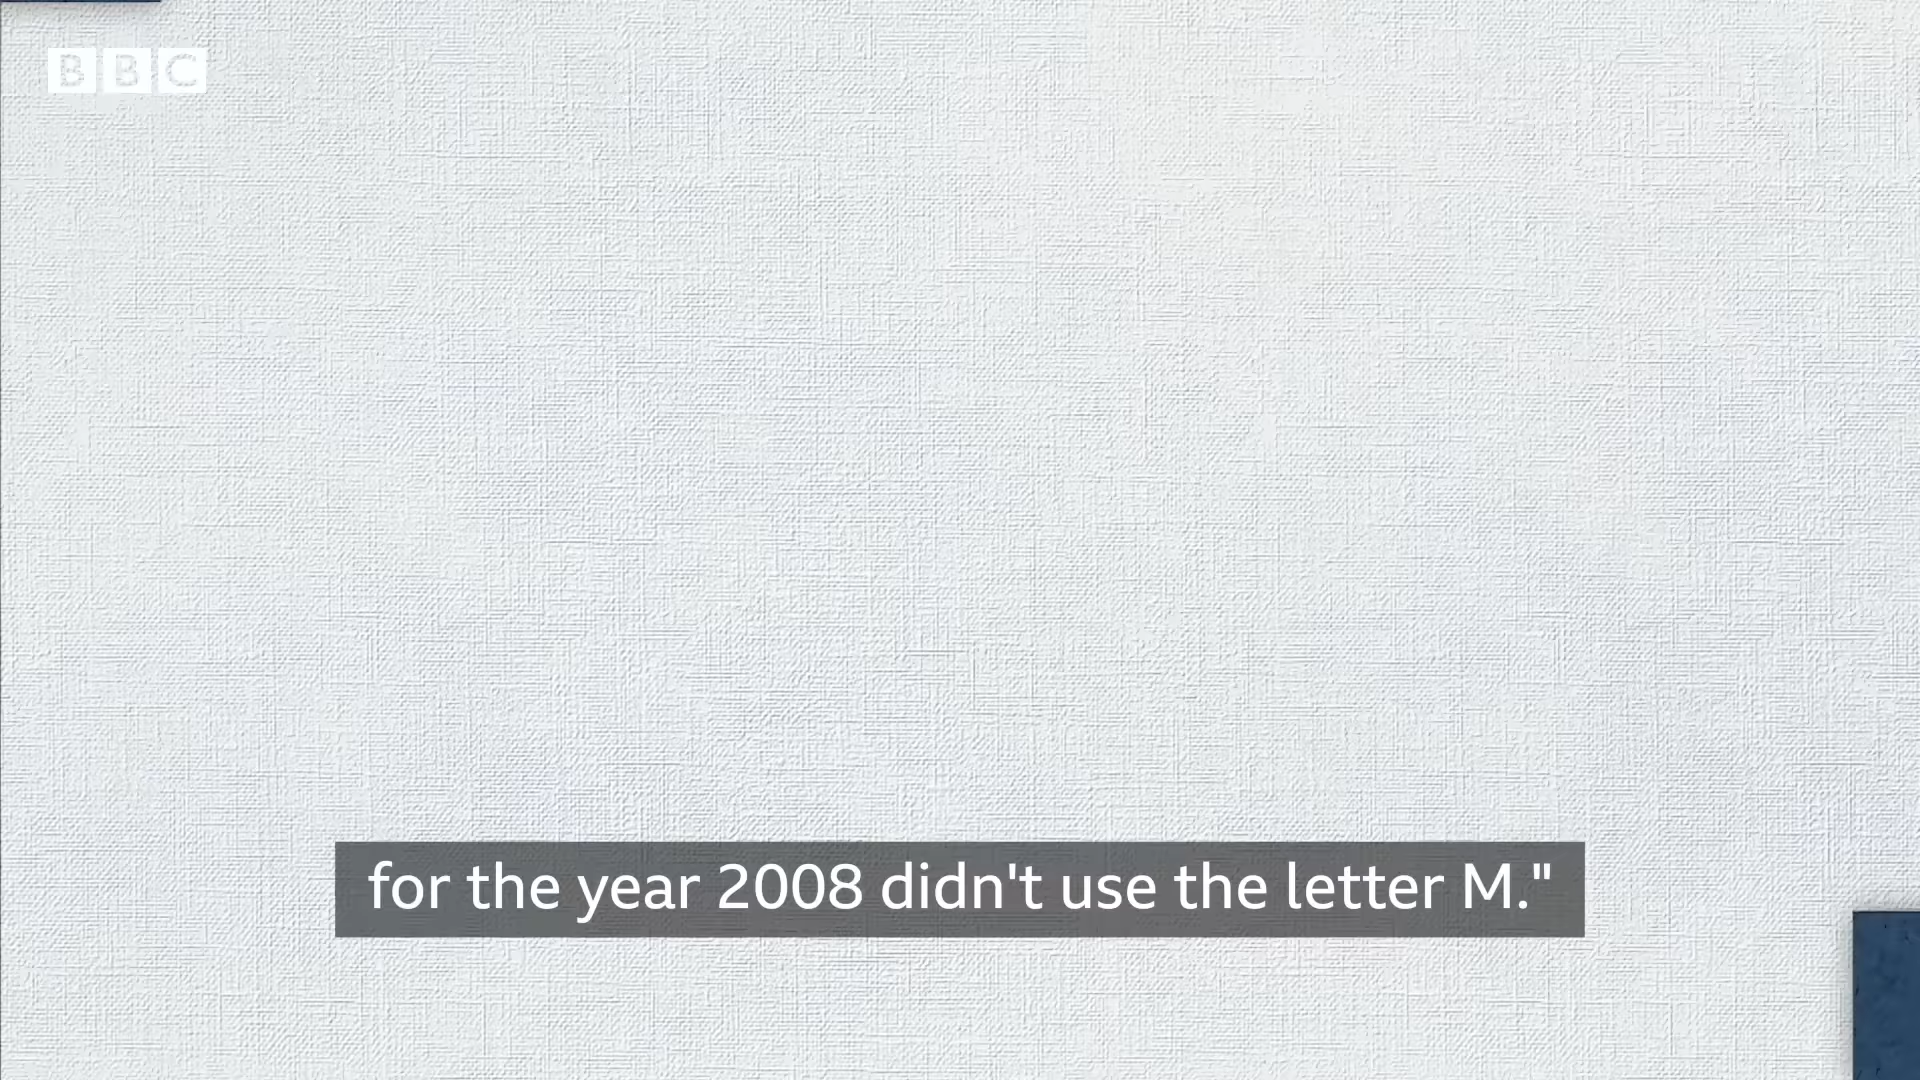 BBC
for the year 2008 didn't use the letter M."